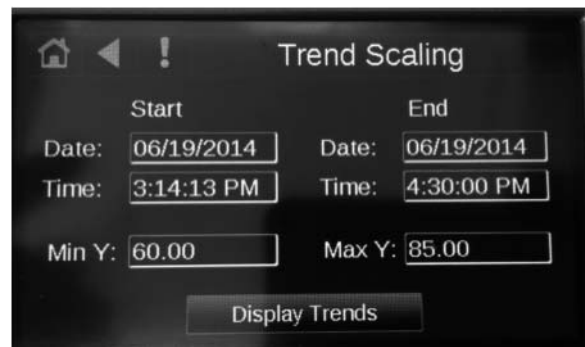 ! Trend Scaling
Start End
Date: 06/19/2014 Date: 06/19/2014
Time: 3:14:13 PM Time: 4:30:00 PM
Min Y: 60.00 Max Y: 85.00
Display Trends